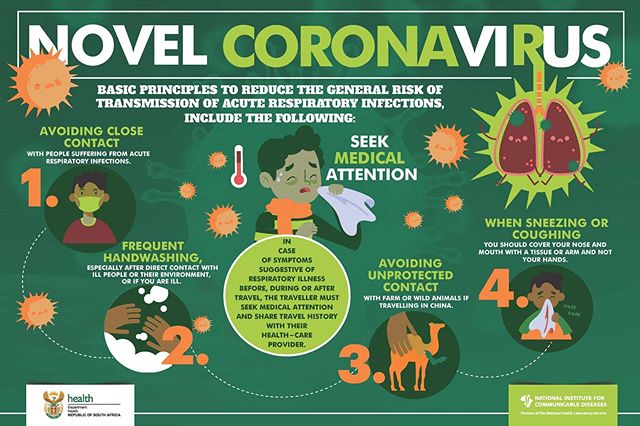 NOVEL CORONAVIRUS
BASIC PRINCIPLES TO REDUCE THE GENERAL RISK OF
TRANSMISSION OF ACUTE RESPIRATORY INFECTIONS,
INCLUDE THE FOLLOWING:
AVOIDING CLOSE
CONTACT
WITH PEOPLE SUFFERING FROM ACUTE
RESPIRATORY INFECTIONS.
1.
FREQUENT
HANDWASHING,
ESPECIALLY AFTER DIRECT CONTACT WITH
ILL PEOPLE OR THEIR ENVIRONMENT,
OR IF YOU ARE ILL.
2.
SEEK
MEDICAL
ATTENTION
IN
CASE
OF SYMPTOMS
SUGGESTIVE OF
RESPIRATORY ILLNESS
BEFORE, DURING OR AFTER
TRAVEL, THE TRAVELLER MUST
SEEK MEDICAL ATTENTION
AND SHARE TRAVEL HISTORY
WITH THEIR
HEALTH-CARE
PROVIDER.
AVOIDING
UNPROTECTED
CONTACT
WITH FARM OR WILD ANIMALS IF
TRAVELLING IN CHINA.
3.
WHEN SNEEZING OR
COUGHING
YOU SHOULD COVER YOUR NOSE AND
MOUTH WITH A TISSUE OR ARM AND NOT
YOUR HANDS.
4.
COFF
COFF
health
Department:
Health
REPUBLIC OF SOUTH AFRICA
NATIONAL INSTITUTE FOR
COMMUNICABLE DISEASES
Division of the National Health Laboratory Service